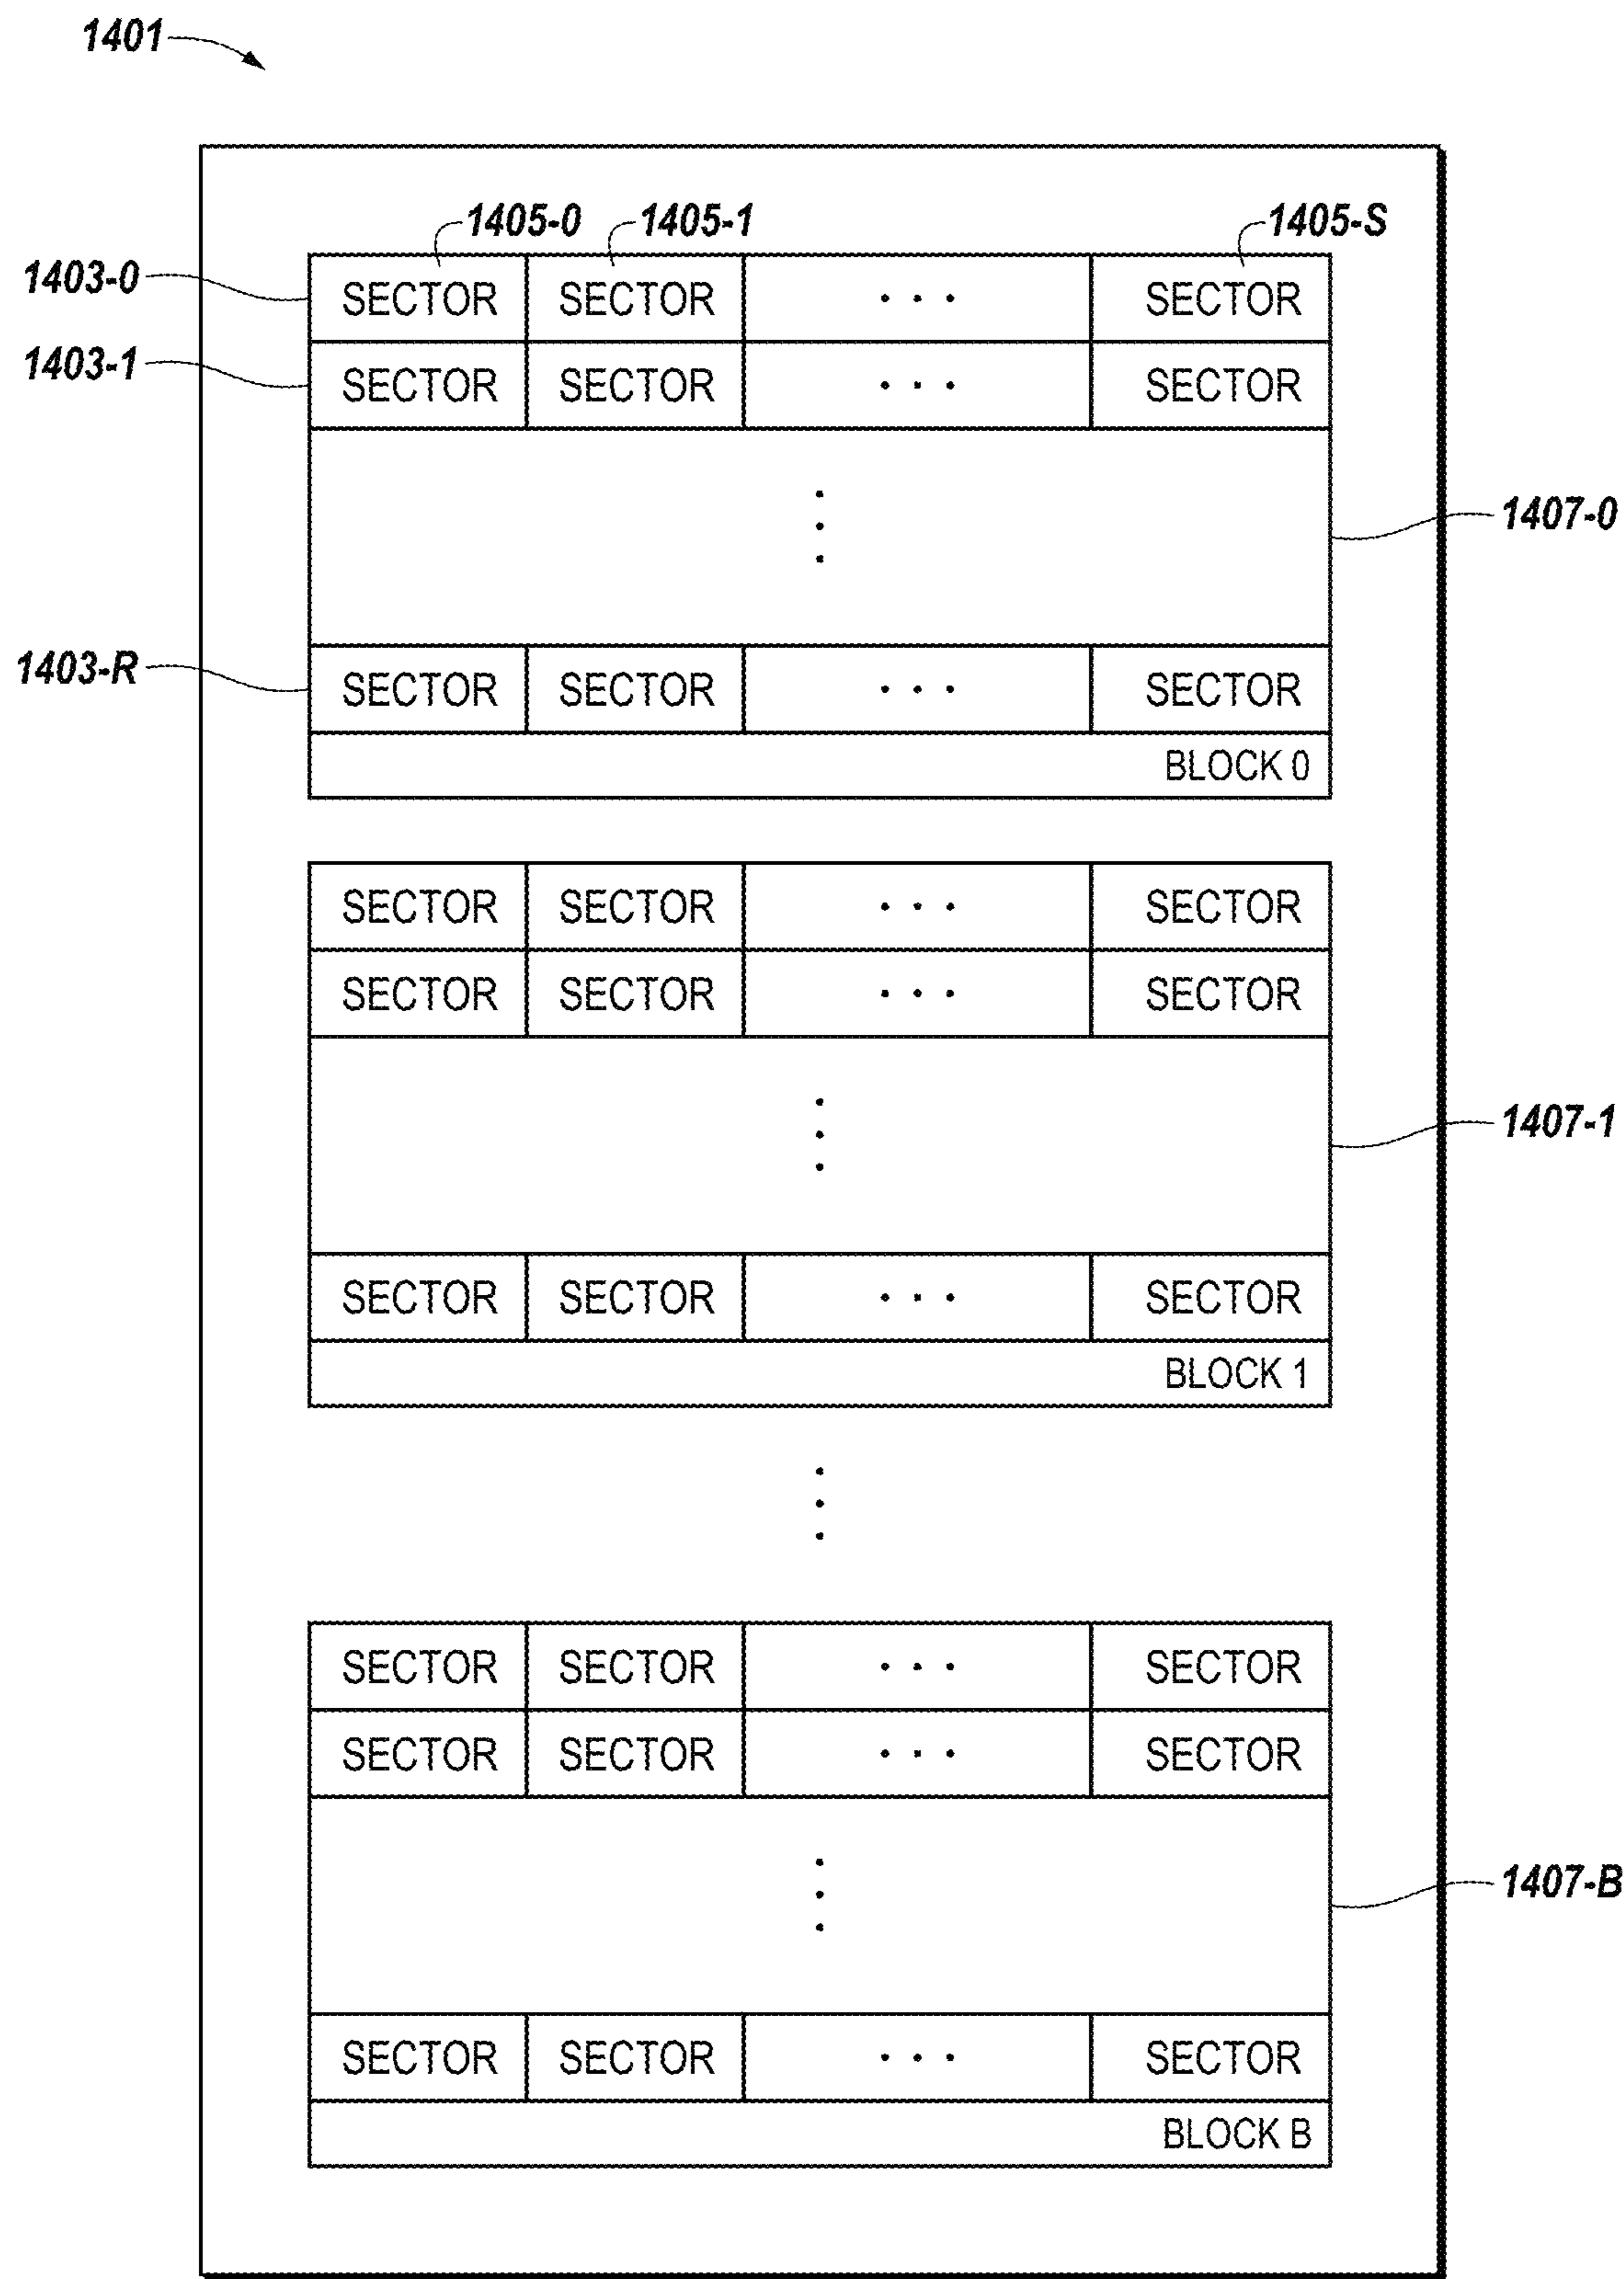 1401
1405-0 1405-1 1405-S
1403-0 SECTOR SECTOR . . . SECTOR
1403-1 SECTOR SECTOR . . . SECTOR
1407-0
1403-R SECTOR SECTOR . . . SECTOR
BLOCK 0
SECTOR SECTOR . . . SECTOR
SECTOR SECTOR . . . SECTOR
1407-1
SECTOR SECTOR . . . SECTOR
BLOCK 1
SECTOR SECTOR . . . SECTOR
SECTOR SECTOR . . . SECTOR
1407-B
SECTOR SECTOR . . . SECTOR
BLOCK B